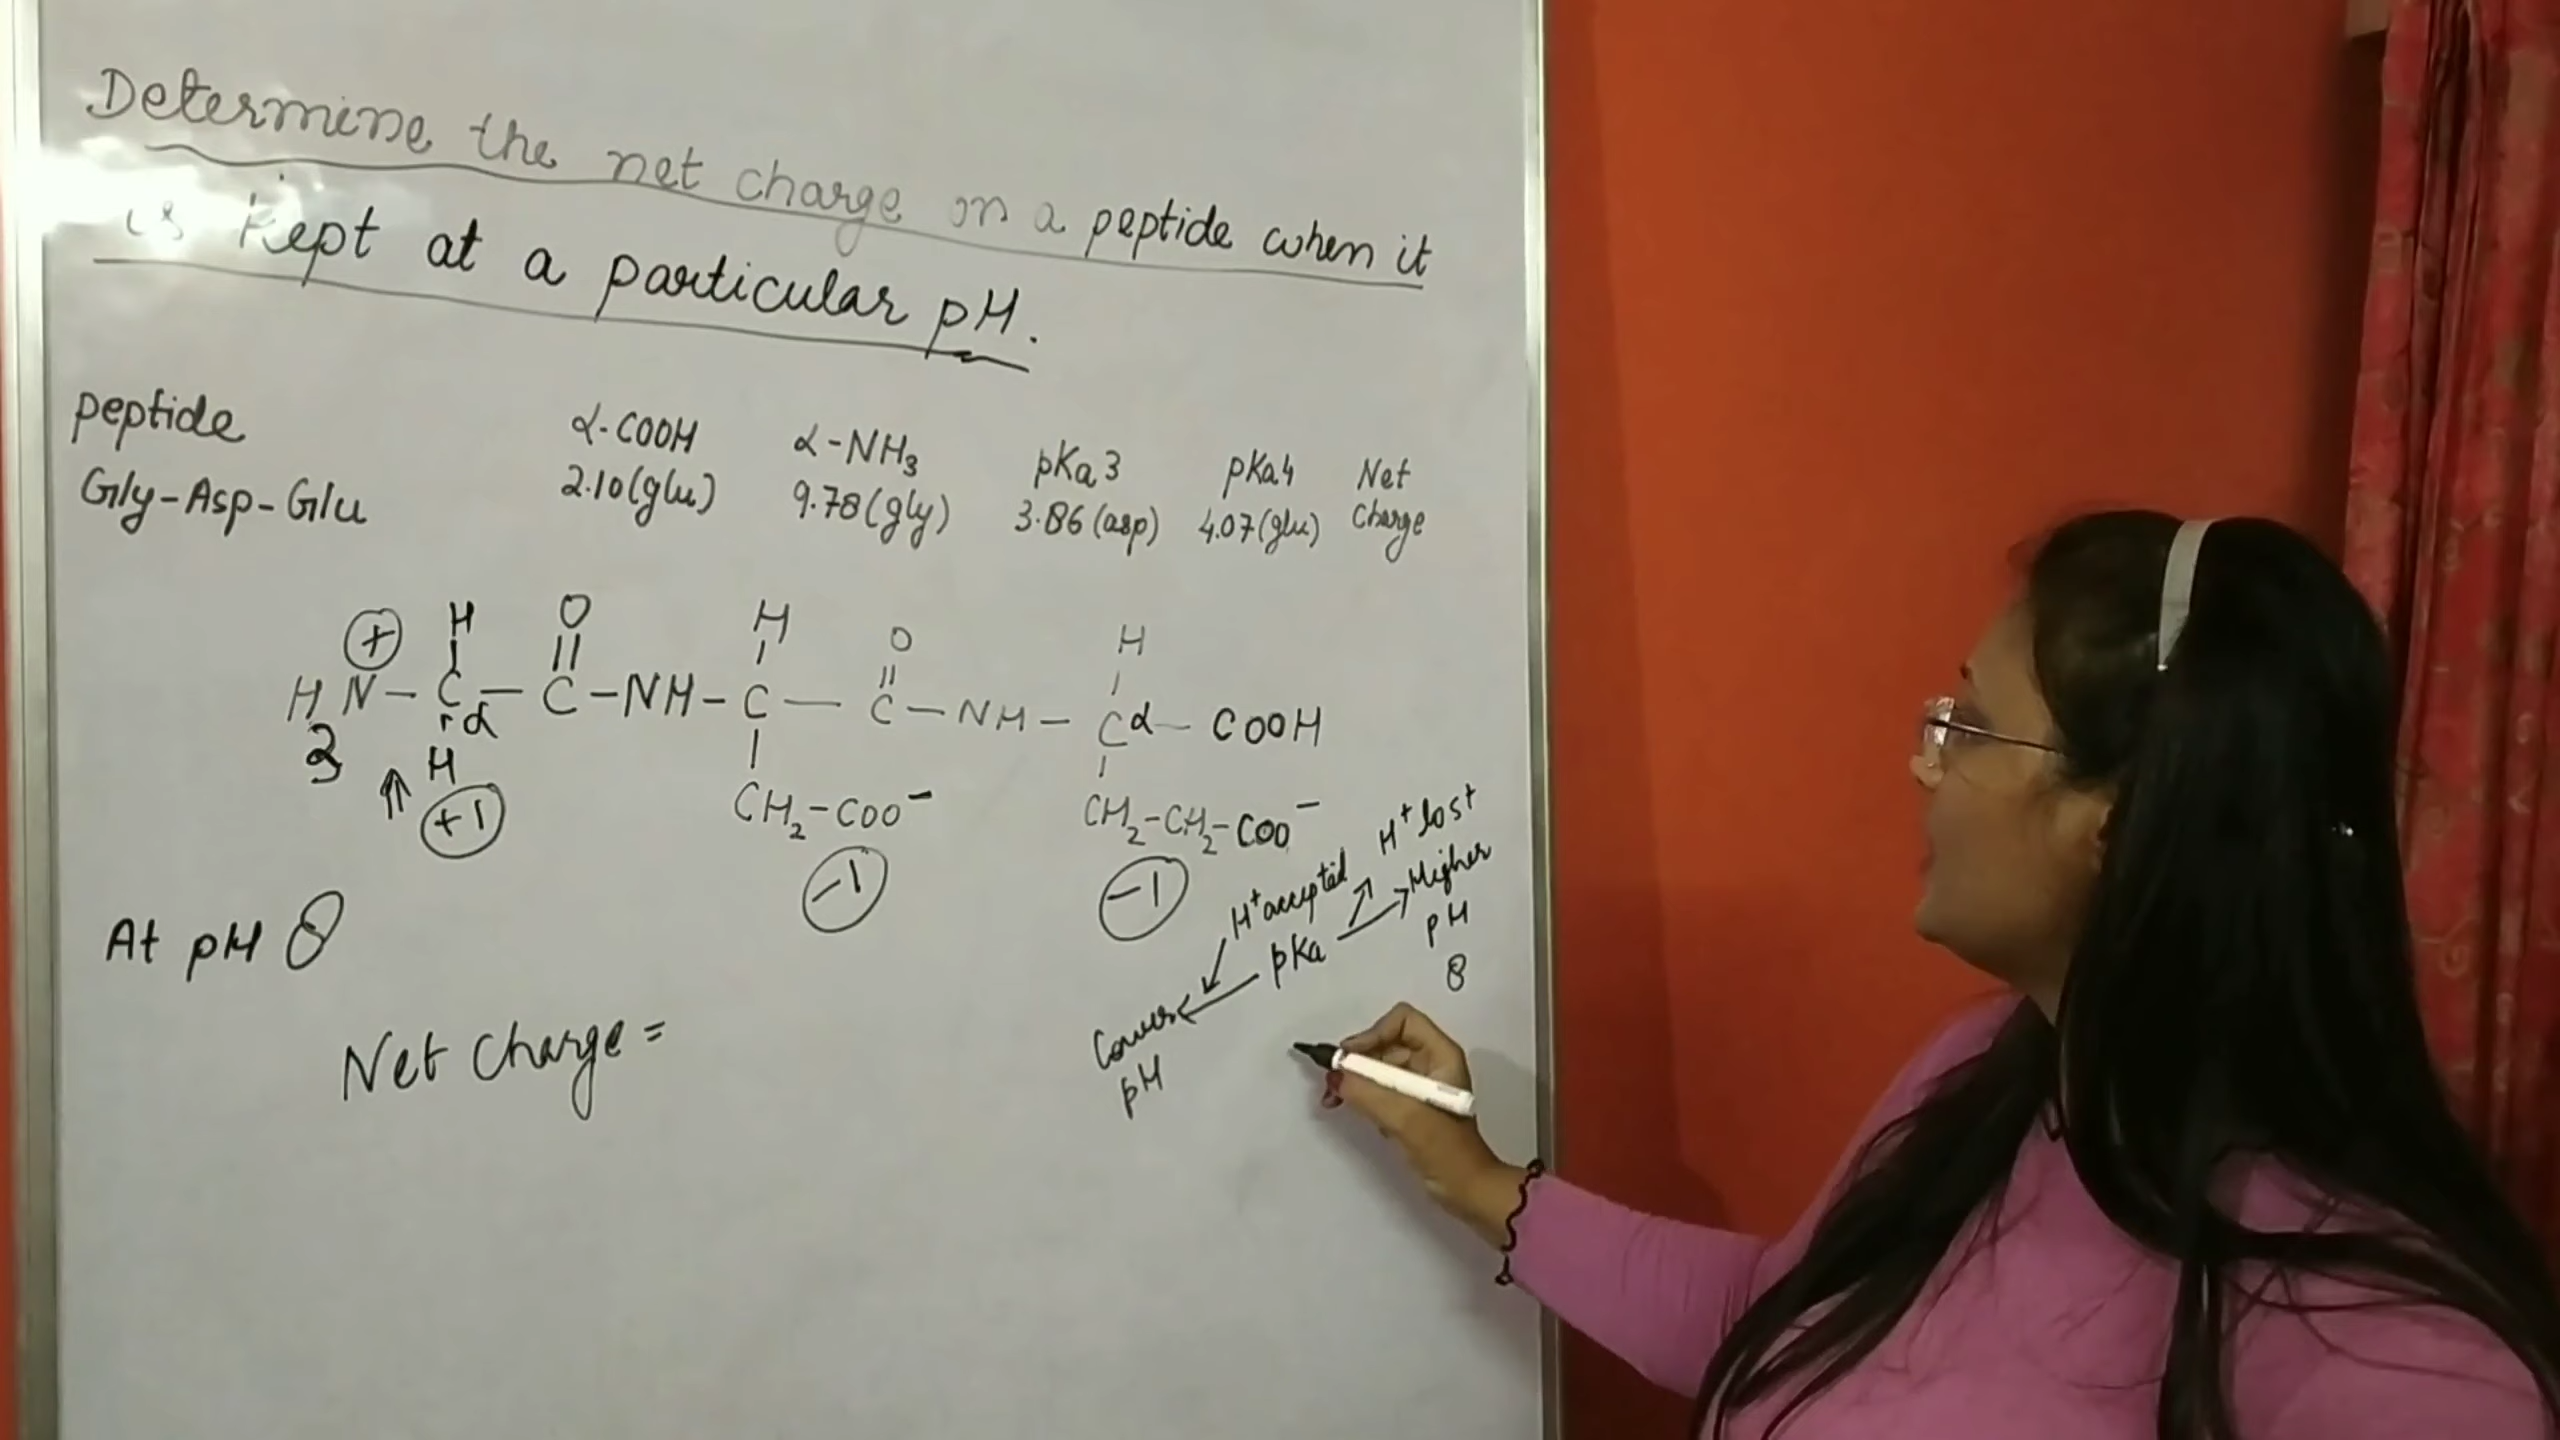 Determine the net charge on a peptide when it
is kept at a particular pH.
peptide
Gly-Asp-Glu
α-COOH
2.10(glu)
α-NH3
9.78(gly)
pKa3
3.86(asp)
pKa4
4.07(glu)
Net
Charge
+ H O H O H
H N - C - C - NH - C - C - NH - Cα - COOH
3 α
H
+1
CH2-COO-
-1
CH2-CH2-COO-
-1
At pH 8
Net Charge =
H+ accepted
H+ lost
pKa
Higher
pH
8
Lower
pH